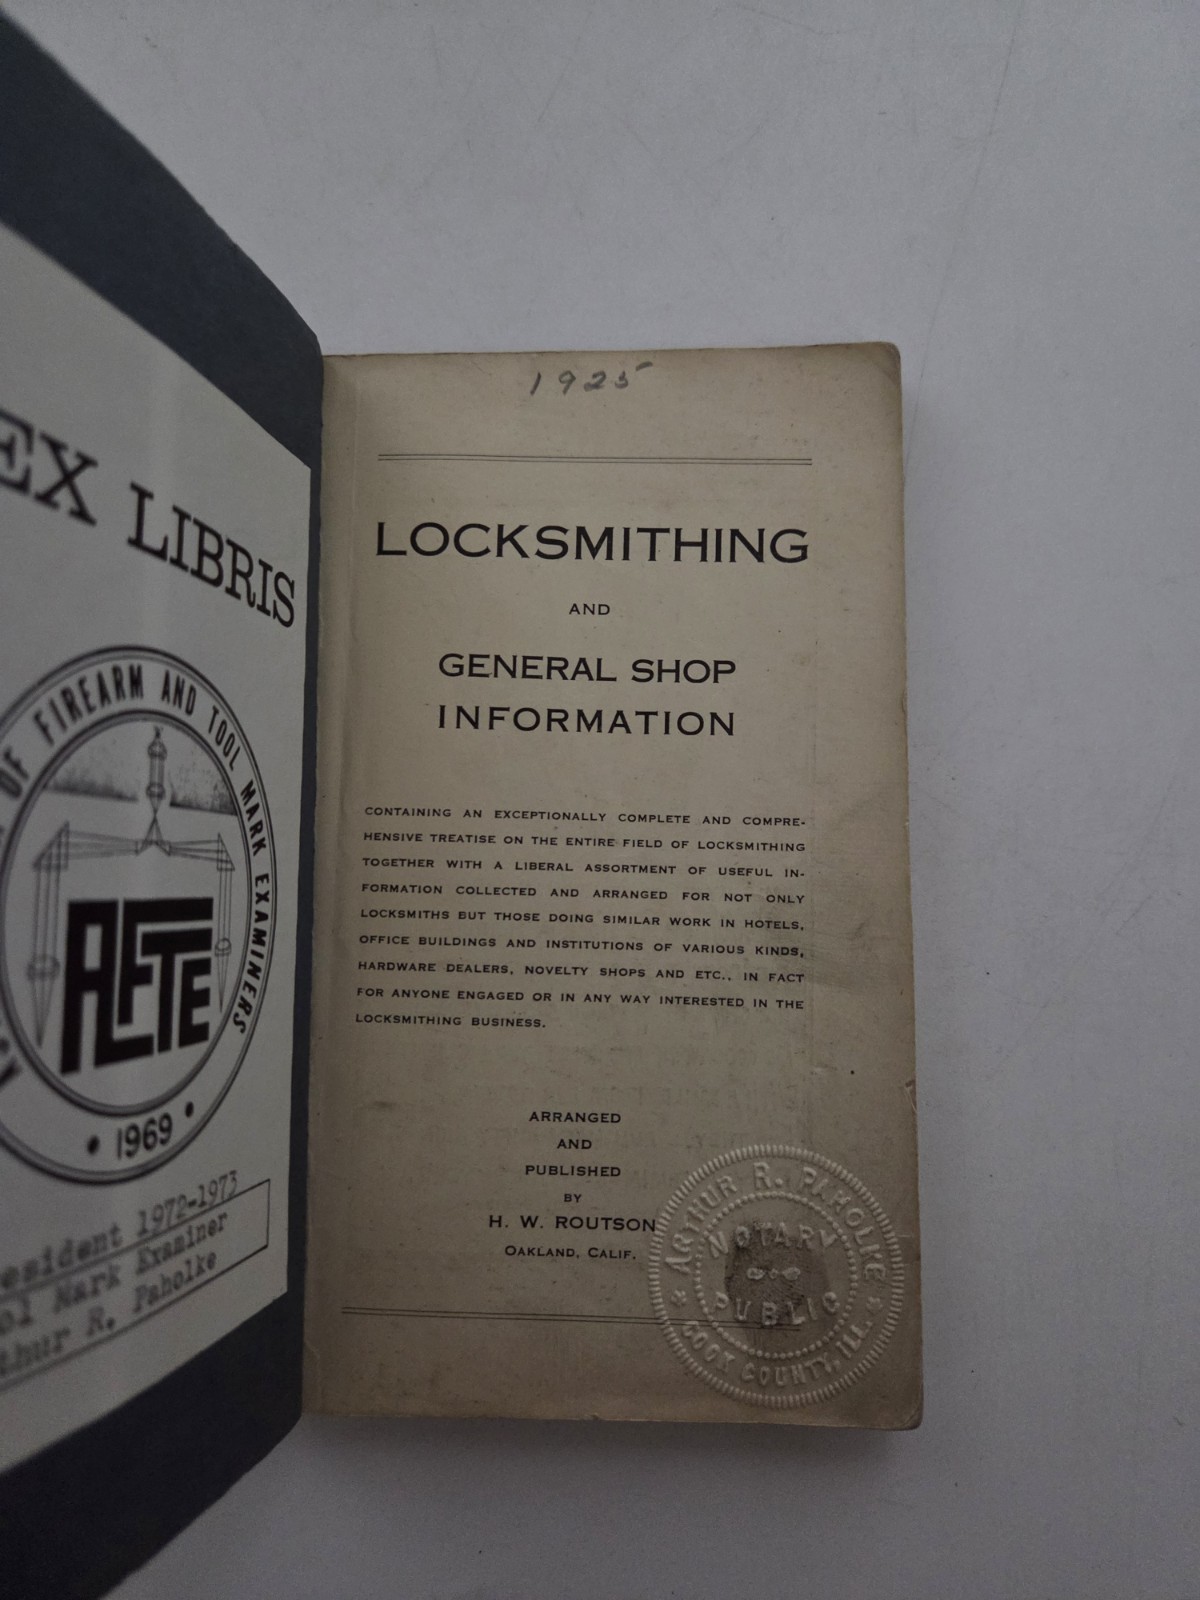 EX LIBRIS
OF FIREARM AND TOOL MARK EXAMINERS
AFTE
• 1969 •
1972-1973
Mark Examiner
R. Paholke
1925
LOCKSMITHING
AND
GENERAL SHOP
INFORMATION
CONTAINING AN EXCEPTIONALLY COMPLETE AND COMPRE-
HENSIVE TREATISE ON THE ENTIRE FIELD OF LOCKSMITHING
TOGETHER WITH A LIBERAL ASSORTMENT OF USEFUL IN-
FORMATION COLLECTED AND ARRANGED FOR NOT ONLY
LOCKSMITHS BUT THOSE DOING SIMILAR WORK IN HOTELS,
OFFICE BUILDINGS AND INSTITUTIONS OF VARIOUS KINDS,
HARDWARE DEALERS, NOVELTY SHOPS AND ETC., IN FACT
FOR ANYONE ENGAGED OR IN ANY WAY INTERESTED IN THE
LOCKSMITHING BUSINESS.
ARRANGED
AND
PUBLISHED
BY
H. W. ROUTSON
OAKLAND, CALIF.
ARTHUR R. PAHOLKE
NOTARY
PUBLIC
COOK COUNTY, ILL.